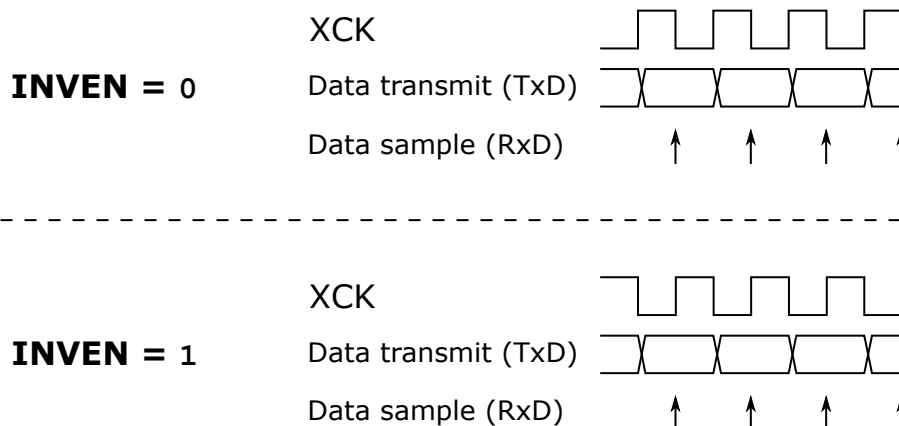 XCK
INVEN = 0 Data transmit (TxD)
Data sample (RxD)
XCK
INVEN = 1 Data transmit (TxD)
Data sample (RxD)